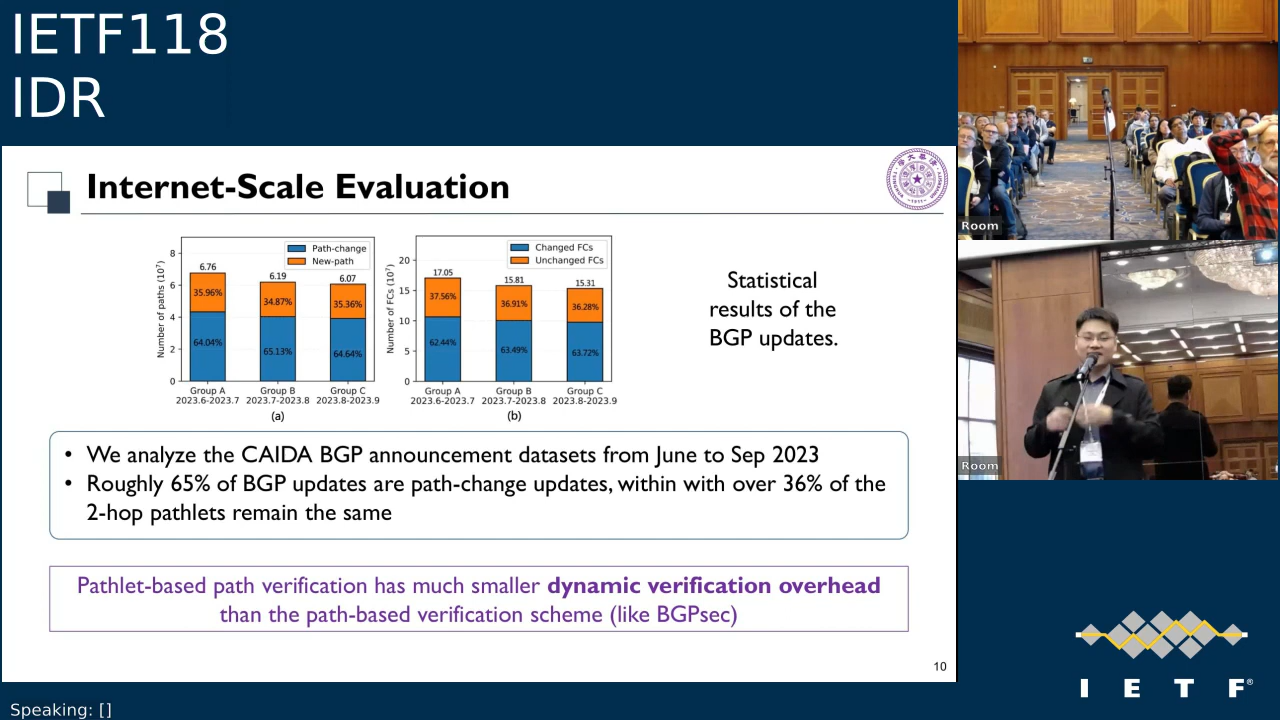 IETF118
IDR
Internet-Scale Evaluation
Number of paths (10⁷)
8
6
4
2
0
Path-change
New-path
6.76
6.19
6.07
35.96%
34.87%
35.36%
64.04%
65.13%
64.64%
Group A
2023.6-2023.7
Group B
2023.7-2023.8
Group C
2023.8-2023.9
(a)
Number of FCs (10⁷)
20
15
10
5
0
Changed FCs
Unchanged FCs
17.05
15.81
15.31
37.56%
36.91%
36.28%
62.44%
63.49%
63.72%
Group A
2023.6-2023.7
Group B
2023.7-2023.8
Group C
2023.8-2023.9
(b)
Statistical
results of the
BGP updates.
• We analyze the CAIDA BGP announcement datasets from June to Sep 2023
• Roughly 65% of BGP updates are path-change updates, within with over 36% of the
2-hop pathlets remain the same
Pathlet-based path verification has much smaller dynamic verification overhead
than the path-based verification scheme (like BGPsec)
10
Room
Room
I E T F®
Speaking: []